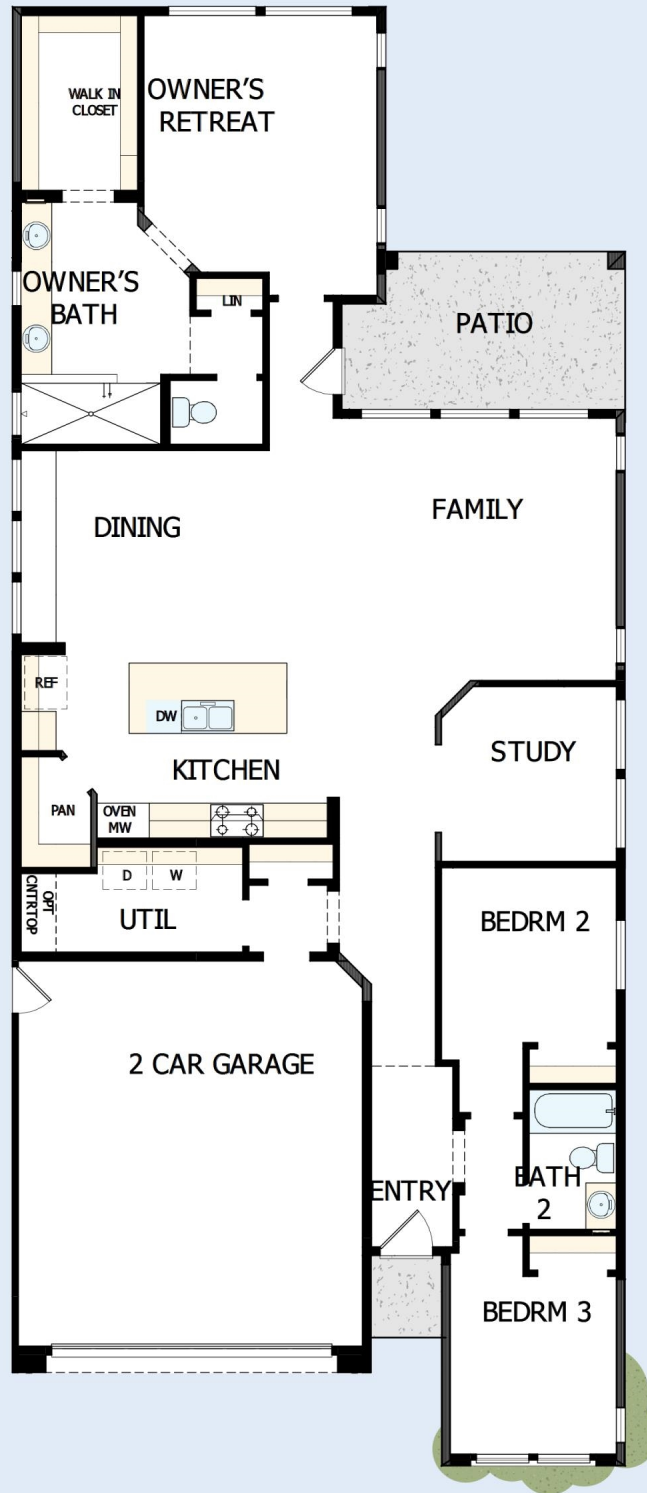 WALK IN
CLOSET
OWNER'S
RETREAT
OWNER'S
BATH
LIN
PATIO
DINING
FAMILY
REF
DW
KITCHEN
STUDY
PAN
OVEN
MW
D
W
OPT
CNTRTOP
UTIL
BEDRM 2
2 CAR GARAGE
BATH
2
ENTRY
BEDRM 3